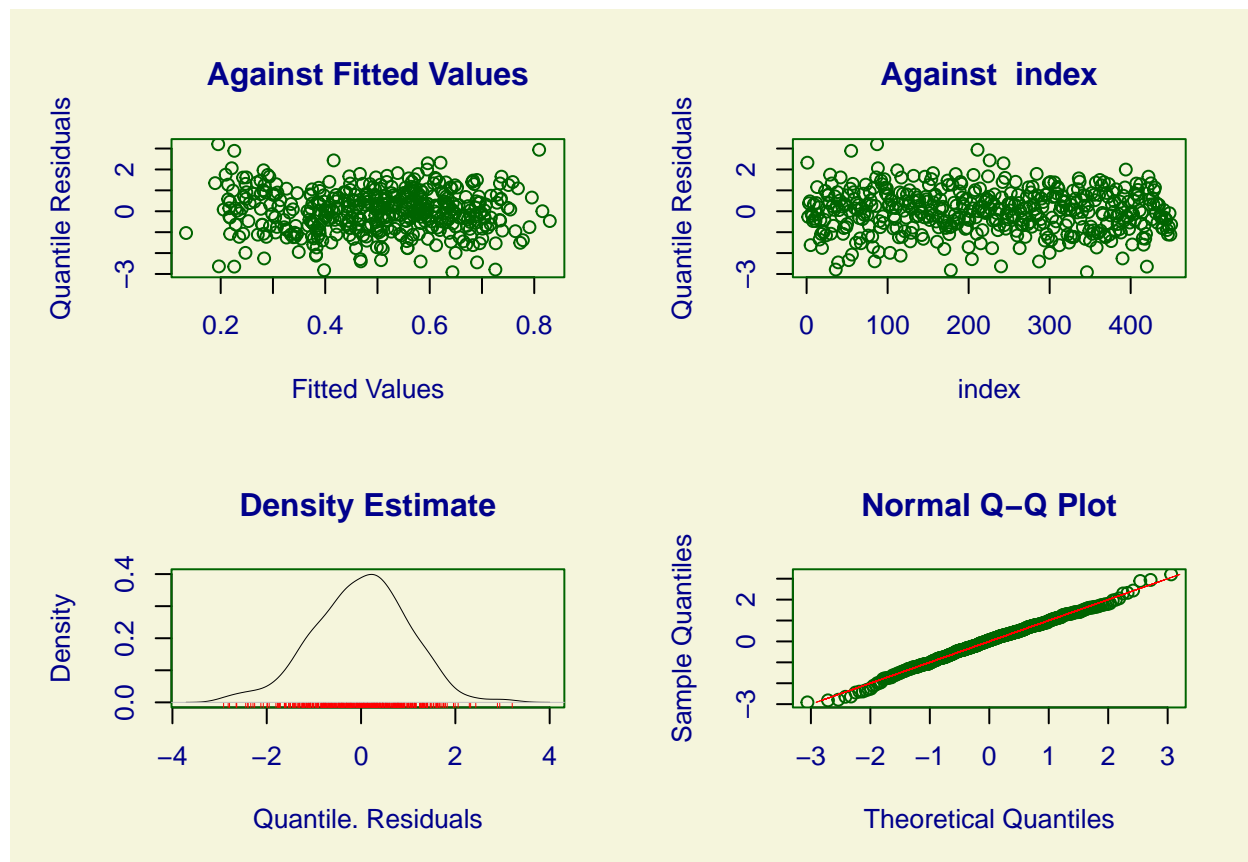 Against Fitted Values
Quantile Residuals
2
0
−3
0.2 0.4 0.6 0.8
Fitted Values
Against  index
Quantile Residuals
2
0
−3
0 100 200 300 400
index
Density Estimate
Density
0.4
0.2
0.0
−4 −2 0 2 4
Quantile. Residuals
Normal Q−Q Plot
Sample Quantiles
2
0
−3
−3 −2 −1 0 1 2 3
Theoretical Quantiles